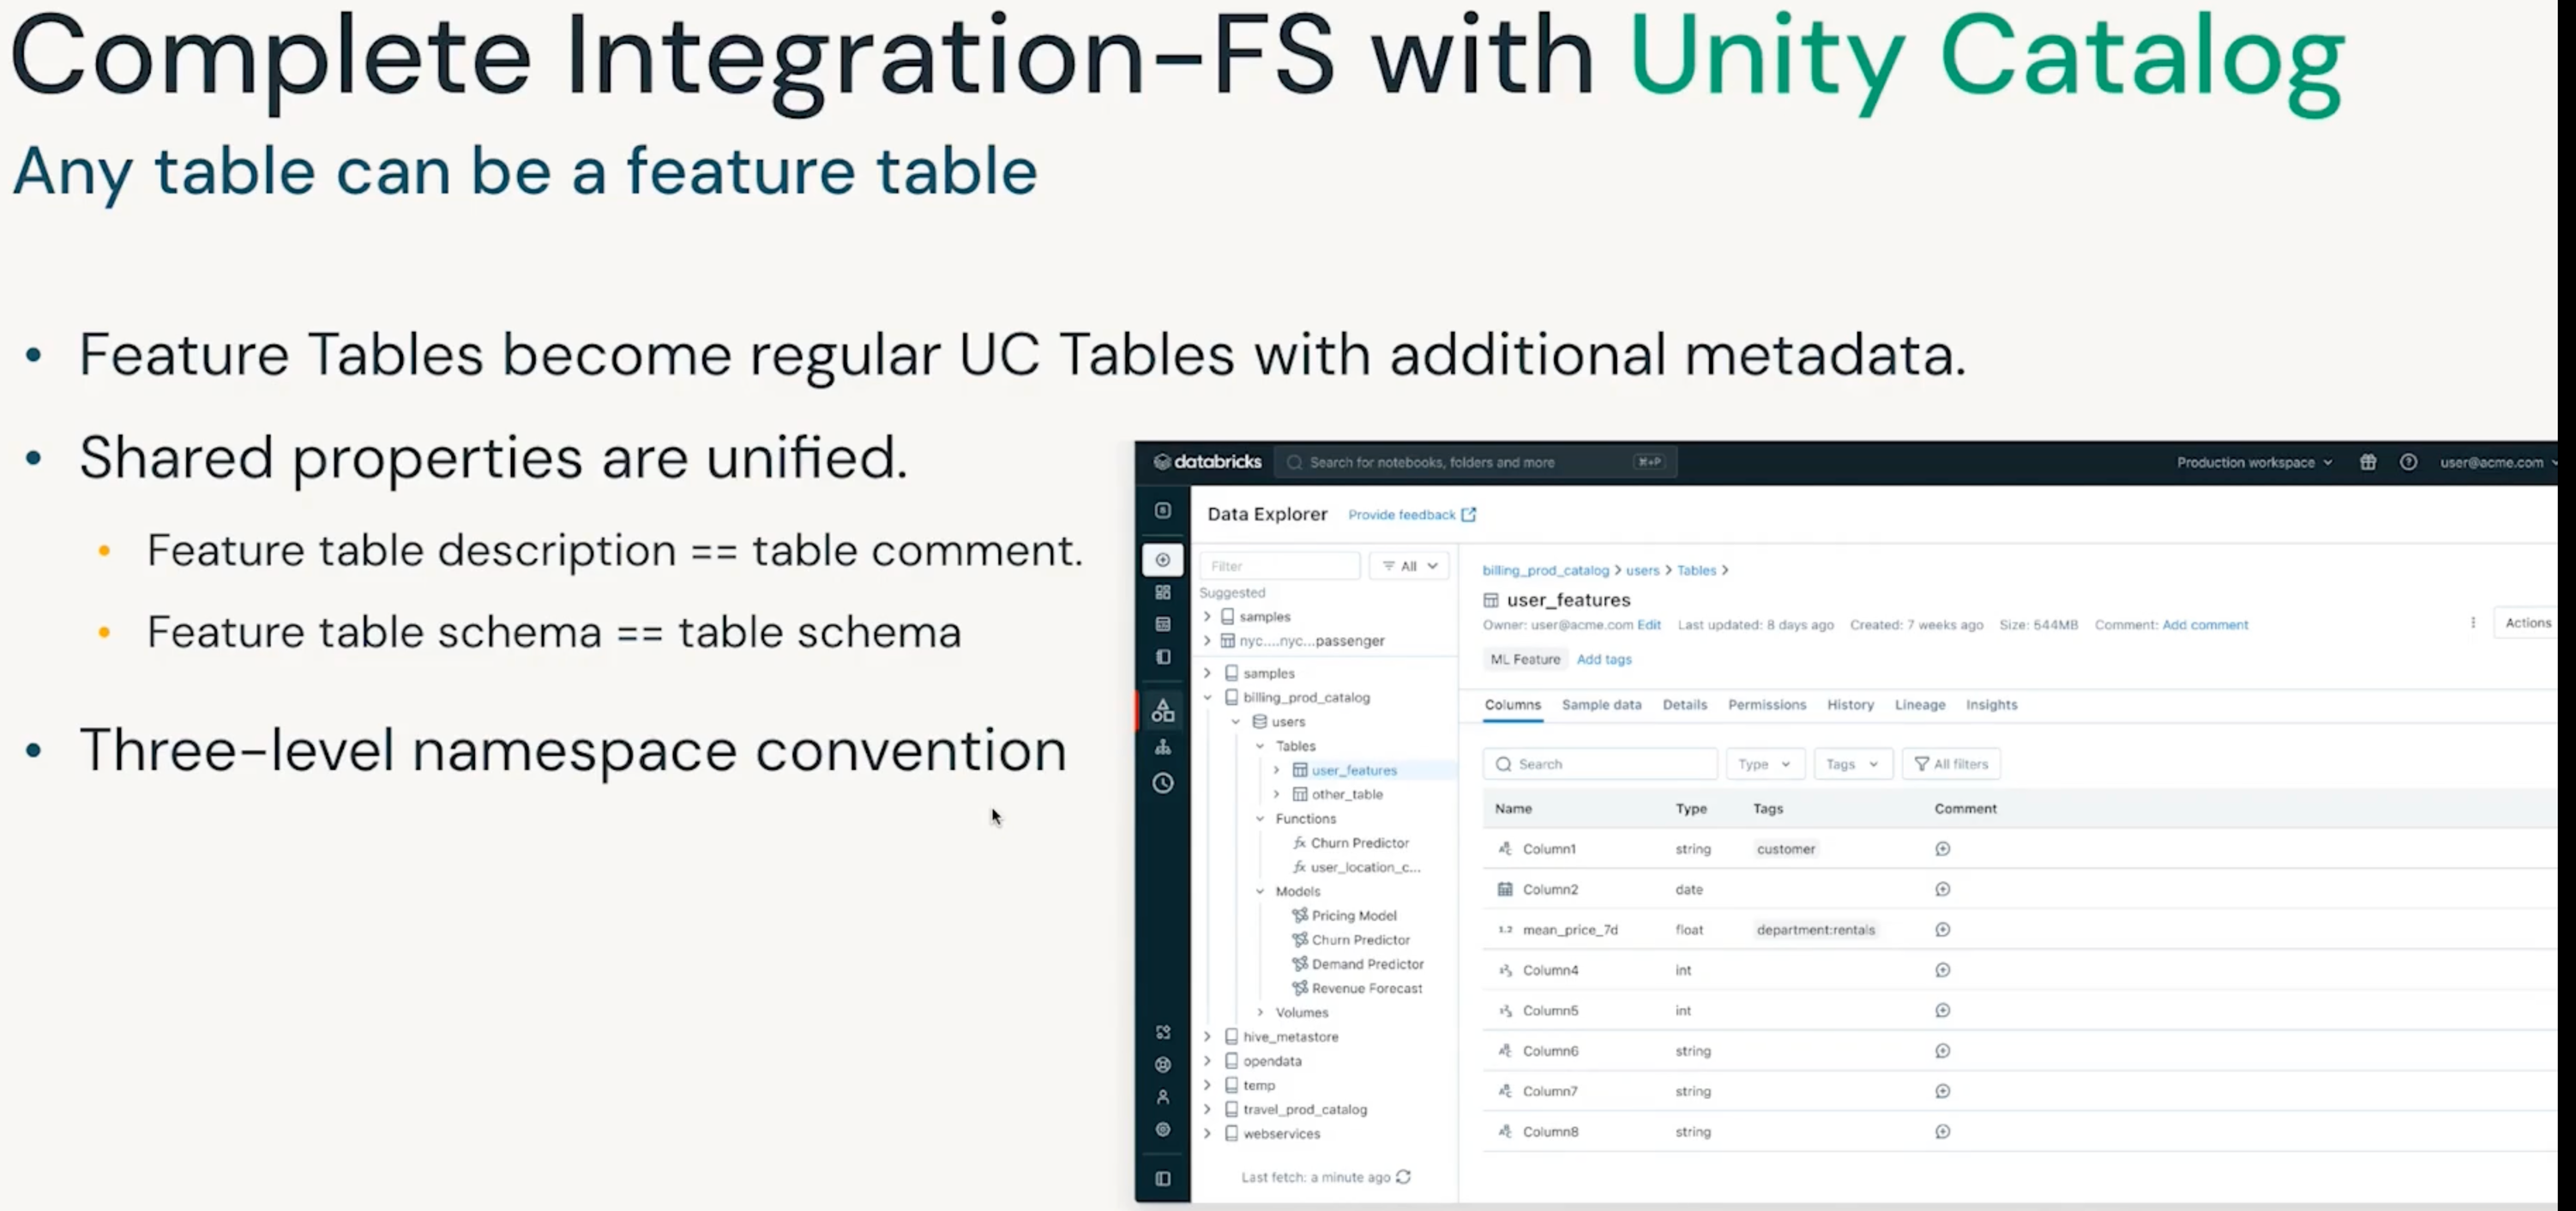 Complete Integration-FS with Unity Catalog
Any table can be a feature table
• Feature Tables become regular UC Tables with additional metadata.
• Shared properties are unified.
• Feature table description == table comment.
• Feature table schema == table schema
• Three-level namespace convention
databricks
Search for notebooks, folders and more
⌘+P
Production workspace
user@acme.com
Data Explorer
Provide feedback
Filter
All
Suggested
samples
nyc....nyc...passenger
samples
billing_prod_catalog
users
Tables
user_features
other_table
Functions
Churn Predictor
user_location_c...
Models
Pricing Model
Churn Predictor
Demand Predictor
Revenue Forecast
Volumes
hive_metastore
opendata
temp
travel_prod_catalog
webservices
Last fetch: a minute ago
billing_prod_catalog > users > Tables >
user_features
Owner: user@acme.com Edit Last updated: 8 days ago Created: 7 weeks ago Size: 544MB Comment: Add comment
Actions
ML Feature Add tags
Columns Sample data Details Permissions History Lineage Insights
Search Type Tags All filters
Name Type Tags Comment
Column1 string customer
Column2 date
mean_price_7d float department:rentals
Column4 int
Column5 int
Column6 string
Column7 string
Column8 string